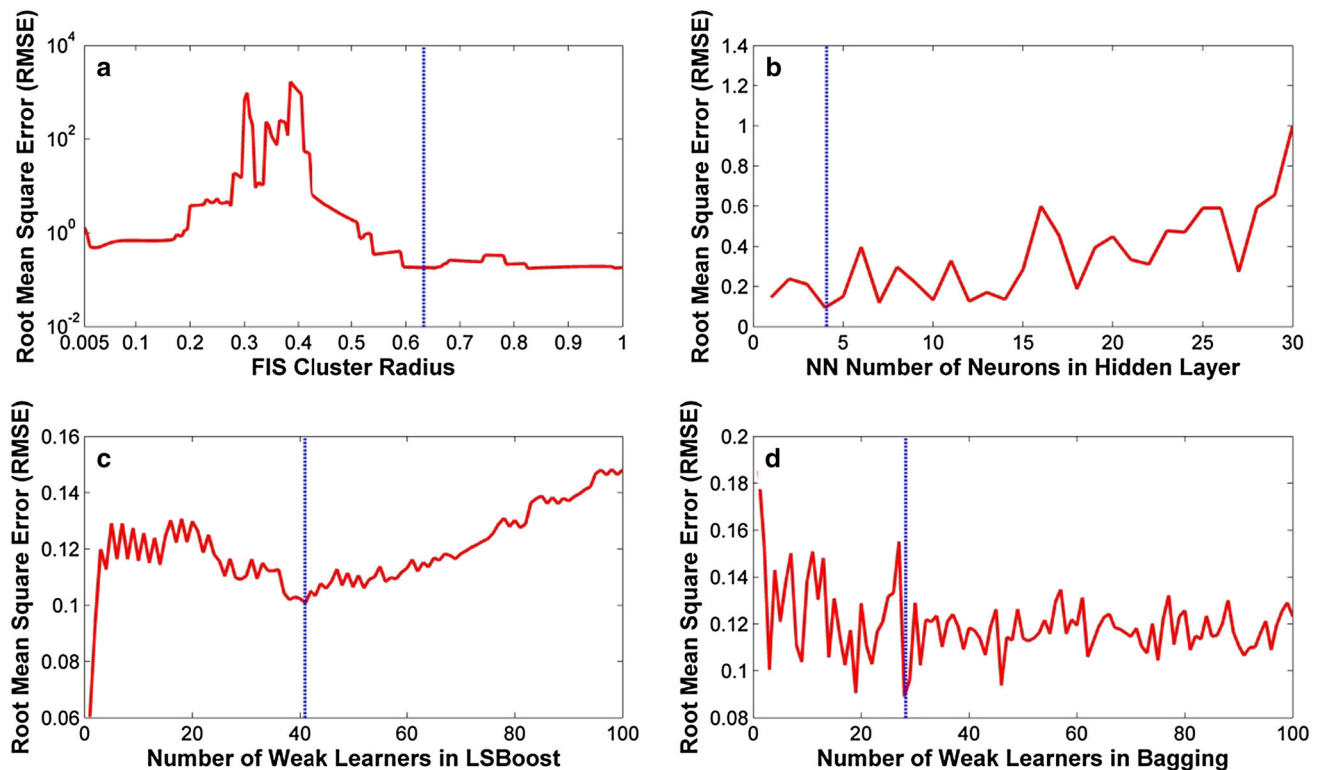 a
Root Mean Square Error (RMSE)
10^4
10^2
10^0
10^-2
0.005 0.1 0.2 0.3 0.4 0.5 0.6 0.7 0.8 0.9 1
FIS Cluster Radius
b
Root Mean Square Error (RMSE)
1.4
1.2
1
0.8
0.6
0.4
0.2
0
0 5 10 15 20 25 30
NN Number of Neurons in Hidden Layer
c
Root Mean Square Error (RMSE)
0.16
0.14
0.12
0.1
0.08
0.06
0 20 40 60 80 100
Number of Weak Learners in LSBoost
d
Root Mean Square Error (RMSE)
0.2
0.18
0.16
0.14
0.12
0.1
0.08
0 20 40 60 80 100
Number of Weak Learners in Bagging